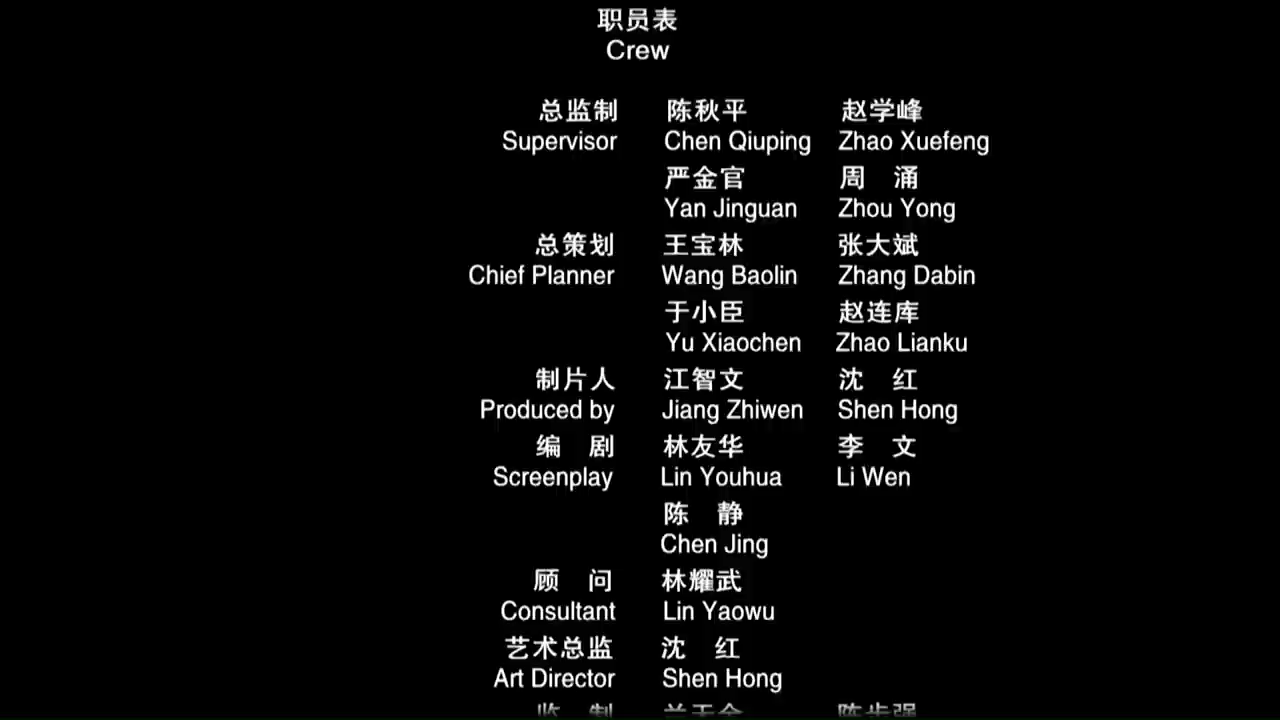 职员表
Crew
总监制 陈秋平 赵学峰
Supervisor Chen Qiuping Zhao Xuefeng
严金官 周 涌
Yan Jinguan Zhou Yong
总策划 王宝林 张大斌
Chief Planner Wang Baolin Zhang Dabin
于小臣 赵连库
Yu Xiaochen Zhao Lianku
制片人 江智文 沈 红
Produced by Jiang Zhiwen Shen Hong
编 剧 林友华 李 文
Screenplay Lin Youhua Li Wen
陈 静
Chen Jing
顾 问 林耀武
Consultant Lin Yaowu
艺术总监 沈 红
Art Director Shen Hong
监 制